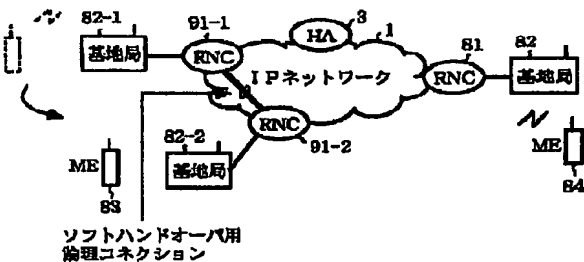 82-1
91-1
3
1
81
82
基地局
RNC
HA
RNC
基地局
IPネットワーク
82-2
RNC
ME
基地局
91-2
ME
83
84
ソフトハンドオーバ用
論理コネクション